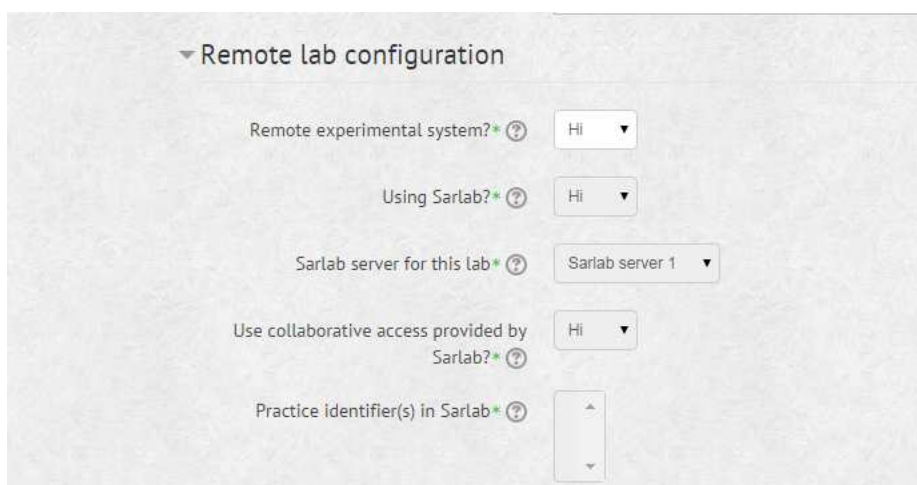 Remote lab configuration
Remote experimental system?*
Hi
Using Sarlab?*
Hi
Sarlab server for this lab*
Sarlab server 1
Use collaborative access provided by
Sarlab?*
Hi
Practice identifier(s) in Sarlab*